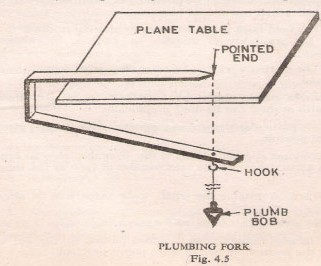 PLANE TABLE
POINTED
END
HOOK
PLUMB
BOB
PLUMBING FORK
Fig. 4.5